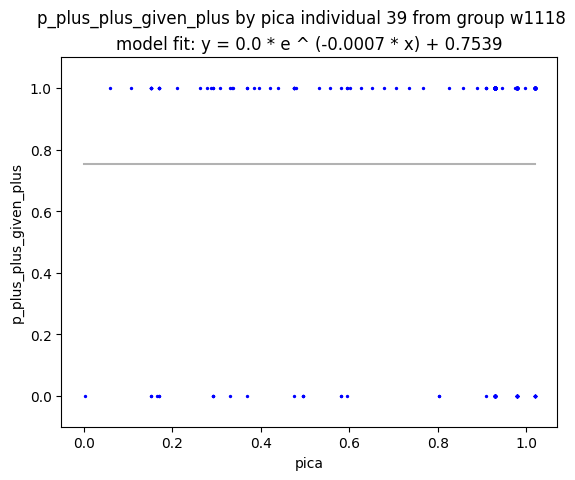 p_plus_plus_given_plus by pica individual 39 from group w1118
model fit: y = 0.0 * e ^ (-0.0007 * x) + 0.7539
p_plus_plus_given_plus
1.0
0.8
0.6
0.4
0.2
0.0
0.0 0.2 0.4 0.6 0.8 1.0
pica